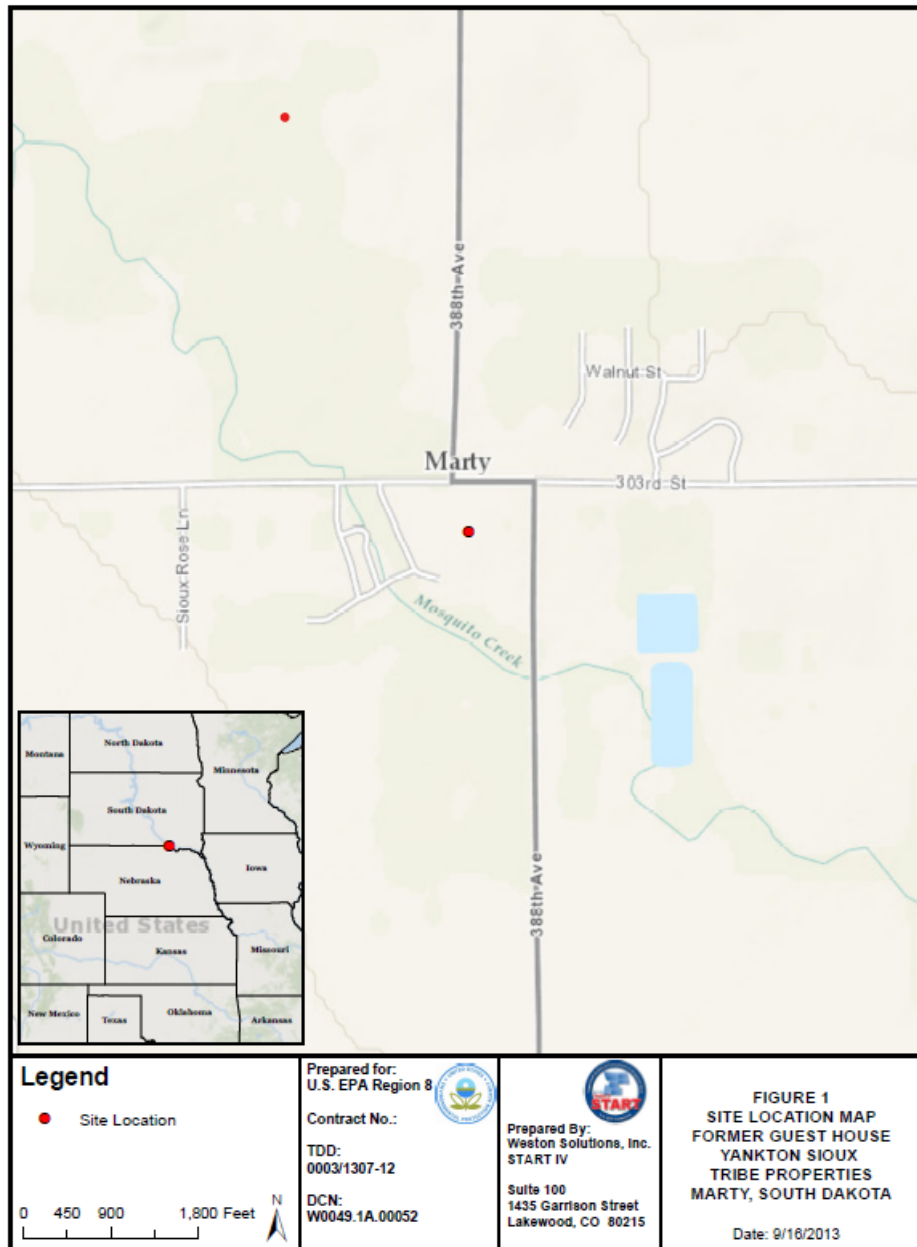 388th Ave
Walnut St
Marty
303rd St
Sioux Rose Ln
Mosquito Creek
388th Ave
North Dakota
Montana
Minnesota
South Dakota
Wyoming
Iowa
Nebraska
United States
Colorado
Kansas
Missouri
New Mexico
Texas
Oklahoma
Arkansas
Legend
Site Location
0 450 900 1,800 Feet
N
Prepared for:
U.S. EPA Region 8
Contract No.:
TDD:
0003/1307-12
DCN:
W0049.1A.00052
START
Prepared By:
Weston Solutions, Inc.
START IV
Suite 100
1435 Garrison Street
Lakewood, CO 80215
FIGURE 1
SITE LOCATION MAP
FORMER GUEST HOUSE
YANKTON SIOUX
TRIBE PROPERTIES
MARTY, SOUTH DAKOTA
Date: 9/16/2013